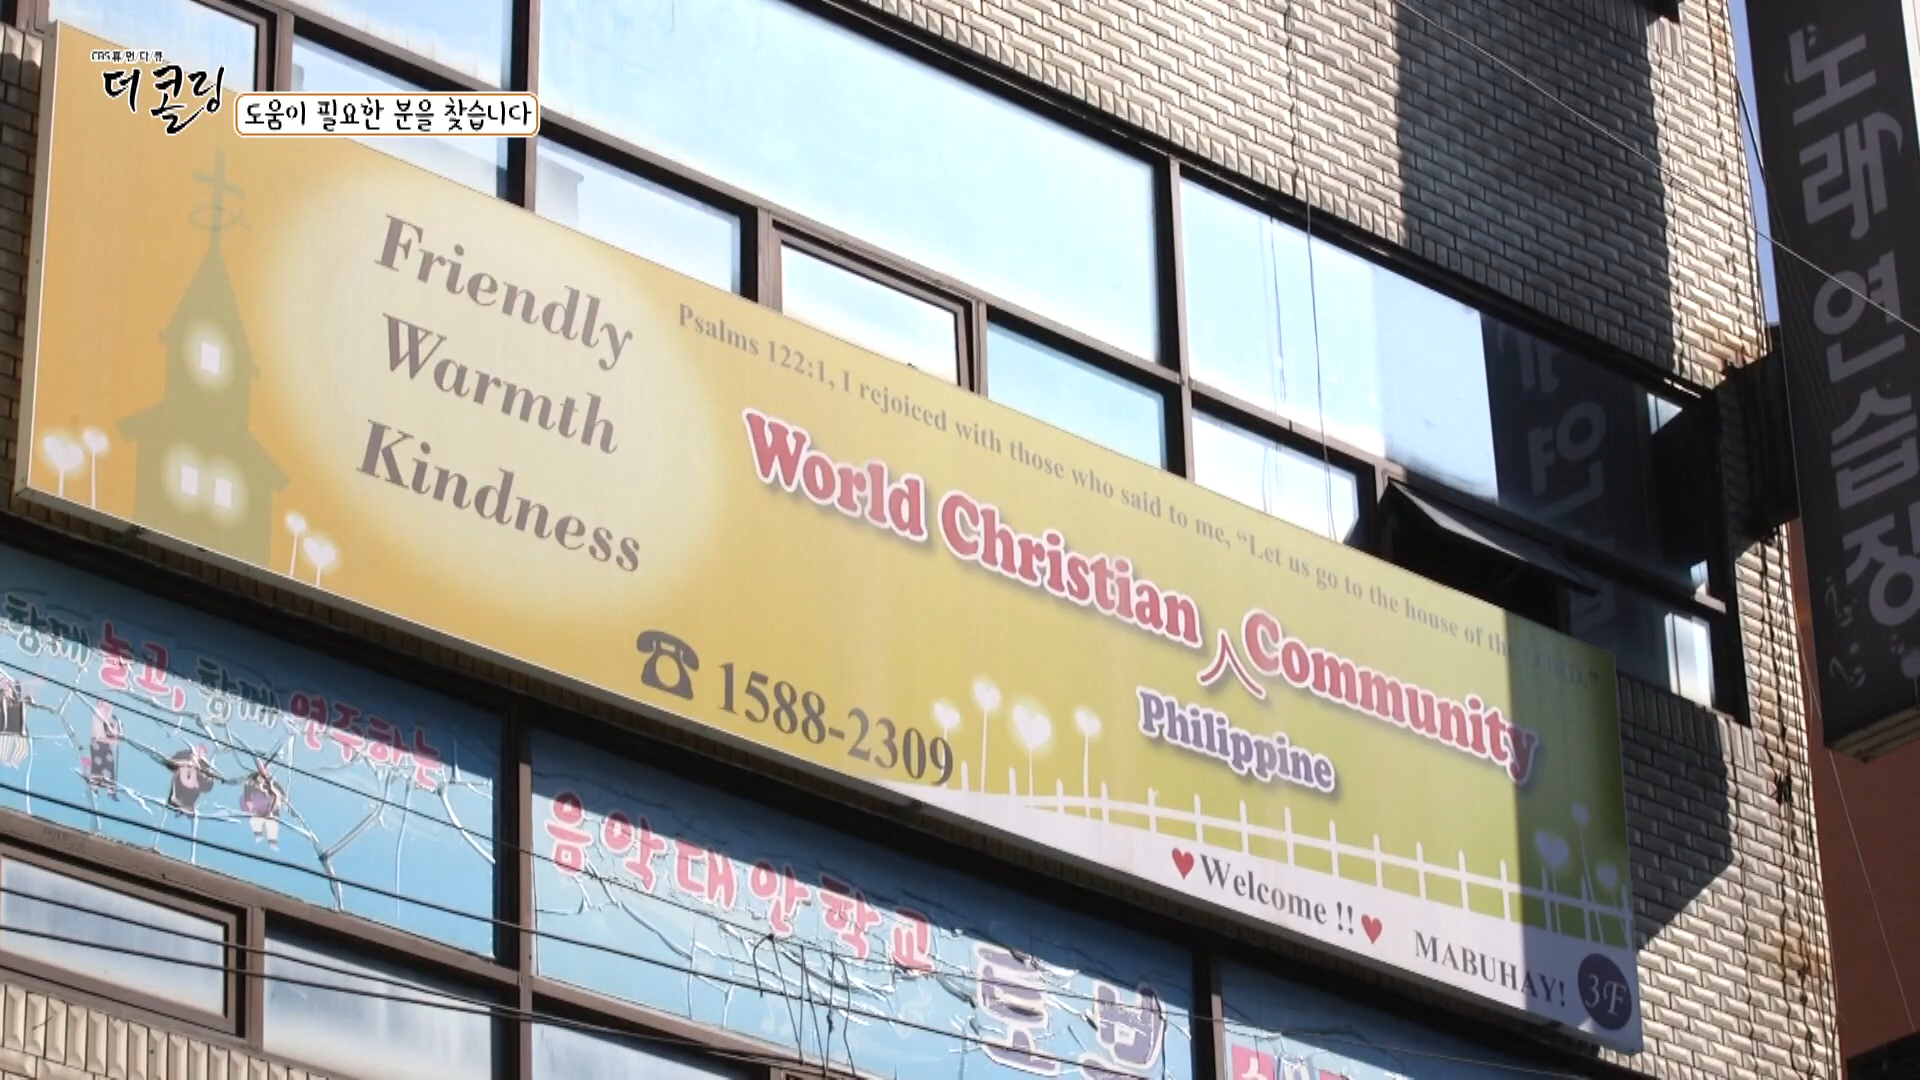 CBS휴/먼/다/큐
더 콜링
도움이 필요한 분을 찾습니다
Friendly
Warmth
Kindness
Psalms 122:1, I rejoiced with those who said to me, “Let us go to the house of the LORD.”
World Christian Community
Philippine
☎ 1588-2309
♥Welcome !!♥
MABUHAY! 3F
함께 놀고, 함께 연주하는
음악대안학교
노래연습장